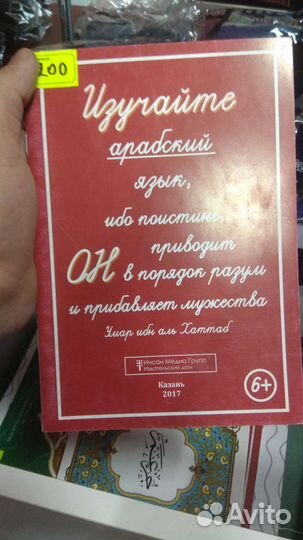 200
Изучайте
арабский
язык,
ибо поистине,
ОН приводит
в порядок разум
и прибавляет мужества
Умар ибн аль Хаттаб
Инсан Медиа Групп
Издательский дом
Казань
2017
6+
Avito